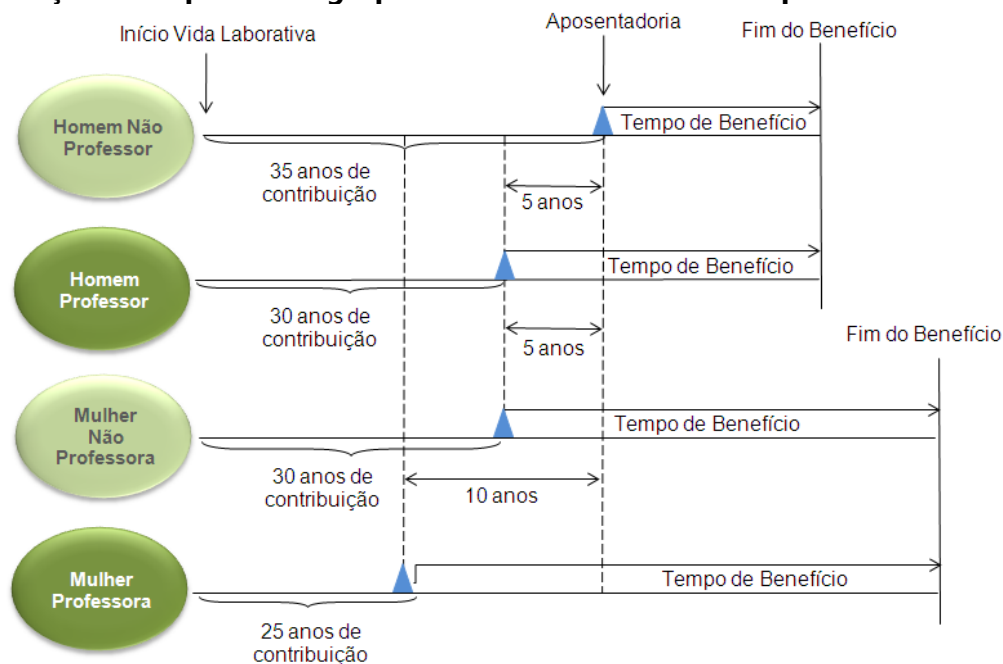 Início Vida Laborativa
Aposentadoria
Fim do Benefício
Homem Não
Professor
Tempo de Benefício
35 anos de
contribuição
5 anos
Homem
Professor
Tempo de Benefício
30 anos de
contribuição
5 anos
Fim do Benefício
Mulher
Não
Professora
Tempo de Benefício
30 anos de
contribuição
10 anos
Mulher
Professora
Tempo de Benefício
25 anos de
contribuição